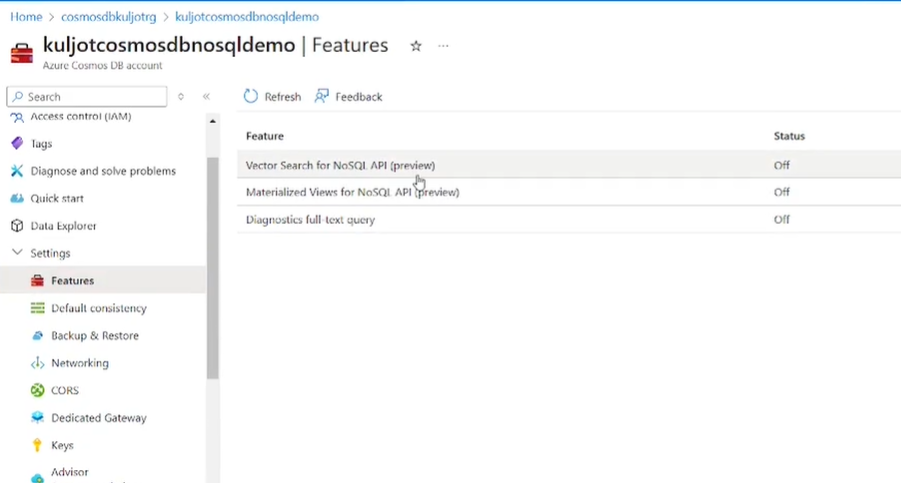 Home > cosmosdbkuljotrg > kuljotcosmosdbnosqldemo
kuljotcosmosdbnosqldemo | Features
Azure Cosmos DB account
Search
Refresh
Feedback
Access control (IAM)
Tags
Diagnose and solve problems
Quick start
Data Explorer
Settings
Features
Default consistency
Backup & Restore
Networking
CORS
Dedicated Gateway
Keys
Advisor
Feature Status
Vector Search for NoSQL API (preview) Off
Materialized Views for NoSQL API (preview) Off
Diagnostics full-text query Off